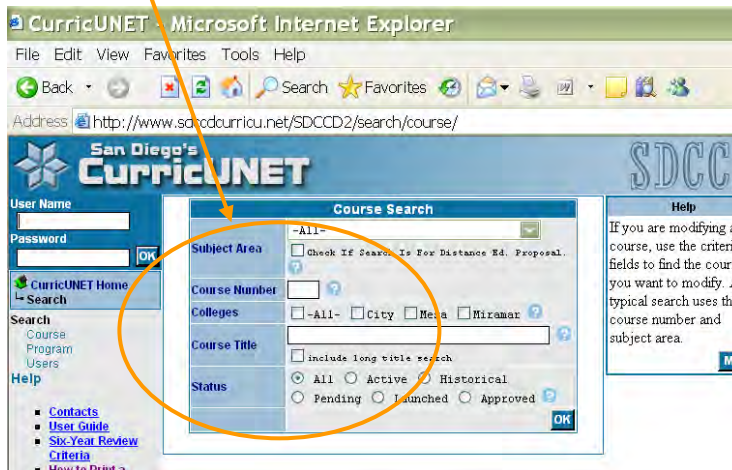 CurricUNET - Microsoft Internet Explorer
File Edit View Favorites Tools Help
Back Search Favorites
Address http://www.sdccdcurricu.net/SDCCD2/search/course/
San Diego's
CurricUNET
SDCC
User Name
Password
OK
CurricUNET Home
Search
Search
Course
Program
Users
Help
Contacts
User Guide
Six-Year Review
Criteria
How to Print a
Course Search
Subject Area
-All-
Check If Search Is For Distance Ed. Proposal.
Course Number
Colleges
-All- City Mesa Miramar
Course Title
include long title search
Status
All Active Historical
Pending Launched Approved
OK
Help
If you are modifying a
course, use the criteri
fields to find the cour
you want to modify.
typical search uses th
course number and
subject area.
M